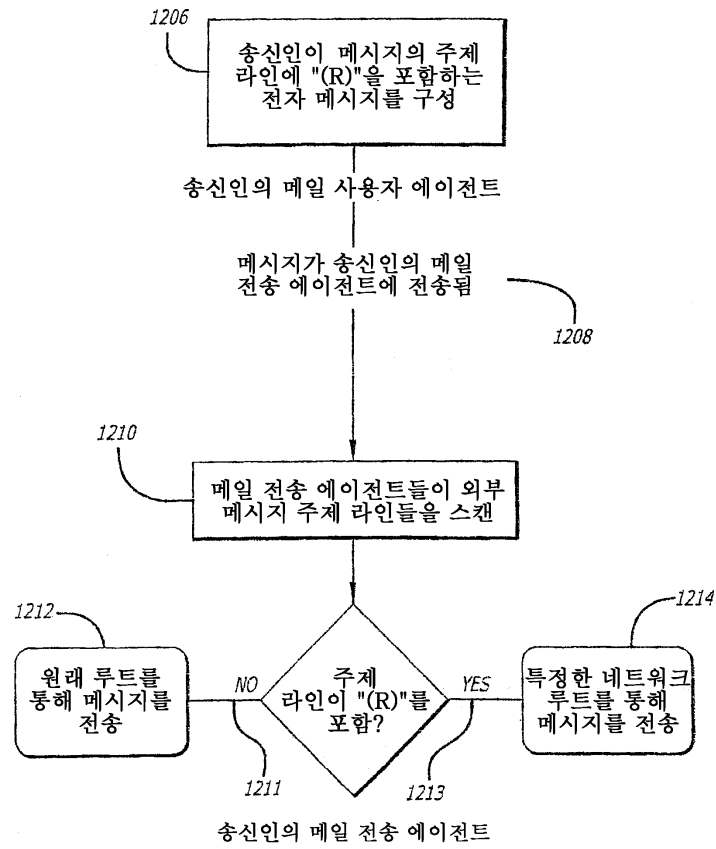 1206
송신인이 메시지의 주제
라인에 "(R)"을 포함하는
전자 메시지를 구성
송신인의 메일 사용자 에이전트
메시지가 송신인의 메일
전송 에이전트에 전송됨
1208
1210
메일 전송 에이전트들이 외부
메시지 주제 라인들을 스캔
1212
원래 루트를
통해 메시지를
전송
NO
1211
주제
라인이 "(R)"를
포함?
YES
1213
1214
특정한 네트워크
루트를 통해
메시지를 전송
송신인의 메일 전송 에이전트